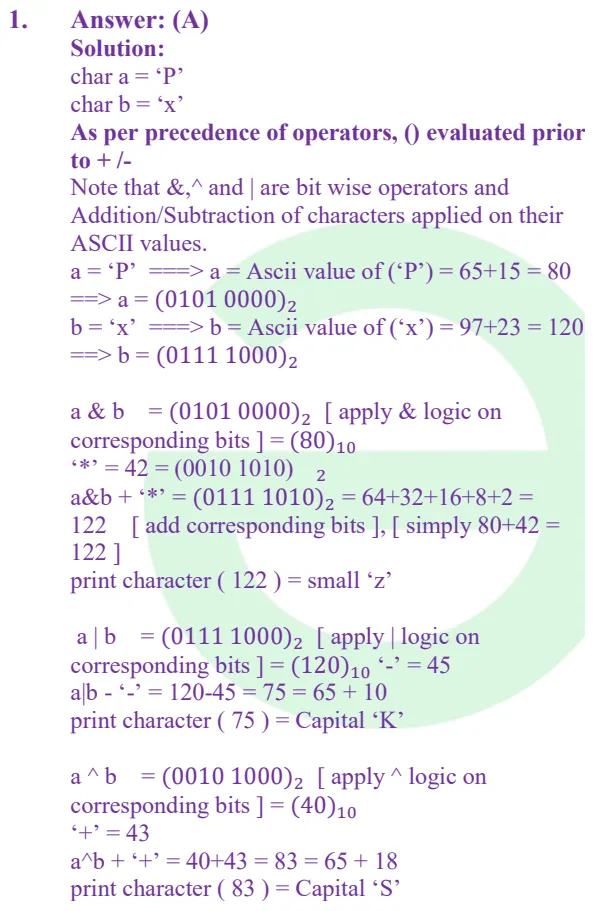 1. Answer: (A)
Solution:
char a = ‘P’
char b = ‘x’
As per precedence of operators, () evaluated prior
to + /-
Note that &,^ and | are bit wise operators and
Addition/Subtraction of characters applied on their
ASCII values.
a = ‘P’ ===> a = Ascii value of (‘P’) = 65+15 = 80
==> a = (0101 0000)₂
b = ‘x’ ===> b = Ascii value of (‘x’) = 97+23 = 120
==> b = (0111 1000)₂
a & b = (0101 0000)₂ [ apply & logic on
corresponding bits ] = (80)₁₀
‘*’ = 42 = (0010 1010) ₂
a&b + ‘*’ = (0111 1010)₂ = 64+32+16+8+2 =
122 [ add corresponding bits ], [ simply 80+42 =
122 ]
print character ( 122 ) = small ‘z’
a | b = (0111 1000)₂ [ apply | logic on
corresponding bits ] = (120)₁₀ ‘-’ = 45
a|b - ‘-’ = 120-45 = 75 = 65 + 10
print character ( 75 ) = Capital ‘K’
a ^ b = (0010 1000)₂ [ apply ^ logic on
corresponding bits ] = (40)₁₀
‘+’ = 43
a^b + ‘+’ = 40+43 = 83 = 65 + 18
print character ( 83 ) = Capital ‘S’